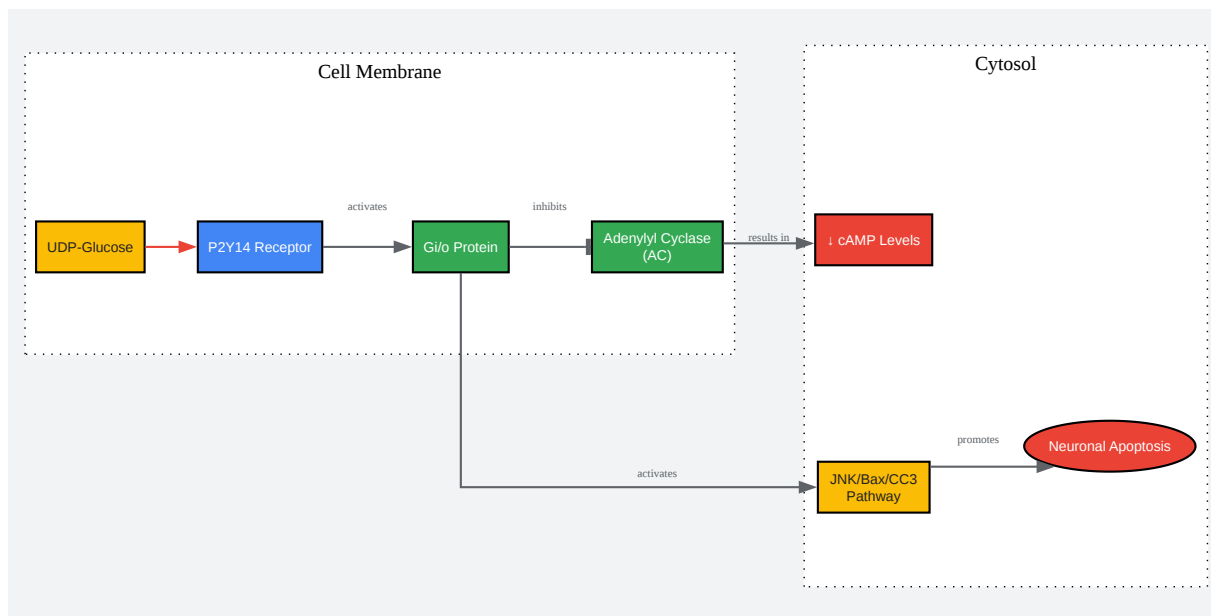 Cell Membrane
Cytosol
UDP-Glucose
P2Y14 Receptor
activates
Gi/o Protein
inhibits
Adenylyl Cyclase
(AC)
results in
↓ cAMP Levels
activates
JNK/Bax/CC3
Pathway
promotes
Neuronal Apoptosis